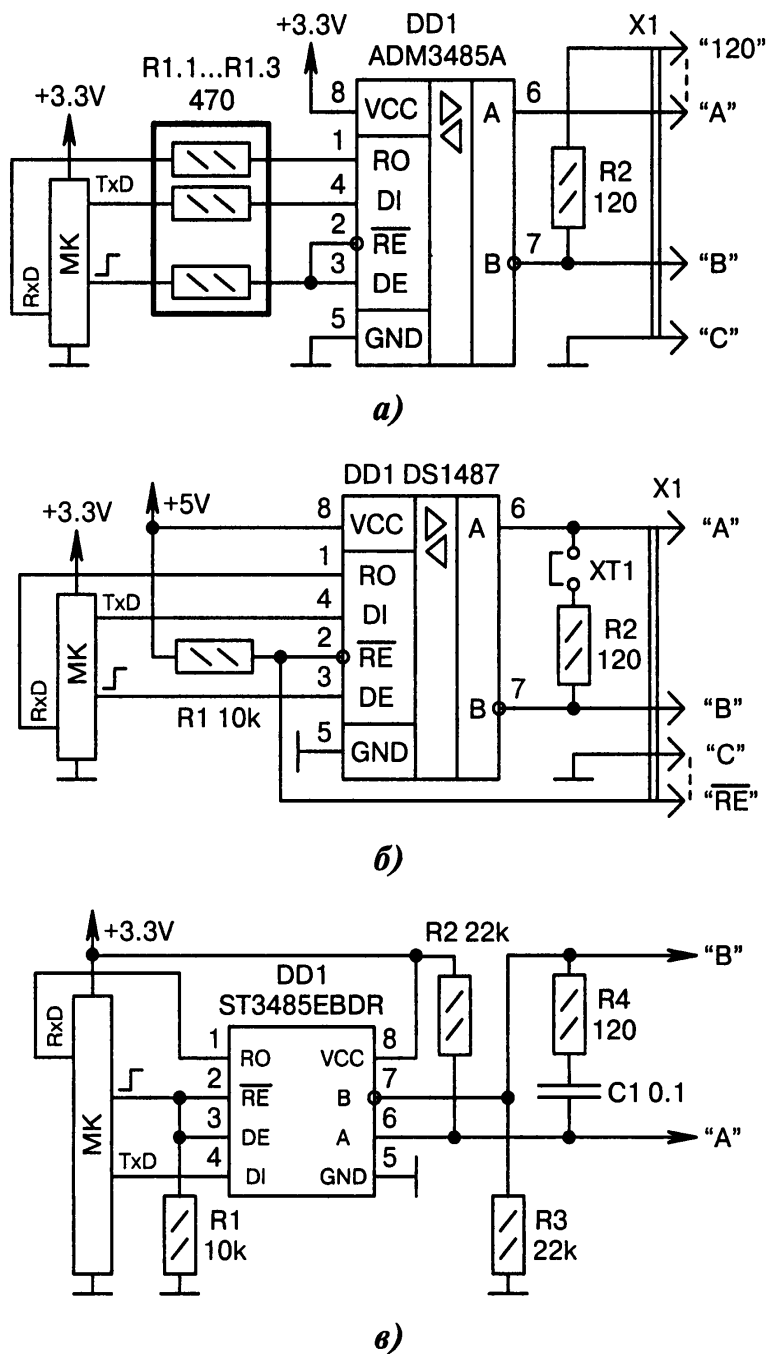 +3.3V
DD1
ADM3485A
X1
R1.1...R1.3
470
+3.3V
8
VCC
A
6
"120"
"A"
1
RO
TxD
4
DI
R2
120
2
RE
MK
3
DE
B
7
"B"
RxD
5
GND
"C"
а)
DD1 DS1487
+5V
X1
+3.3V
8
VCC
A
6
"A"
1
RO
XT1
TxD
4
DI
2
RE
R2
120
MK
3
DE
RxD
R1 10k
B
7
"B"
5
GND
"C"
"RE"
б)
+3.3V
R2 22k
"B"
DD1
ST3485EBDR
RxD
R4
120
1
RO
VCC
8
2
RE
B
7
C1 0.1
3
DE
A
6
"A"
MK
TxD
4
DI
GND
5
R1
10k
R3
22k
в)